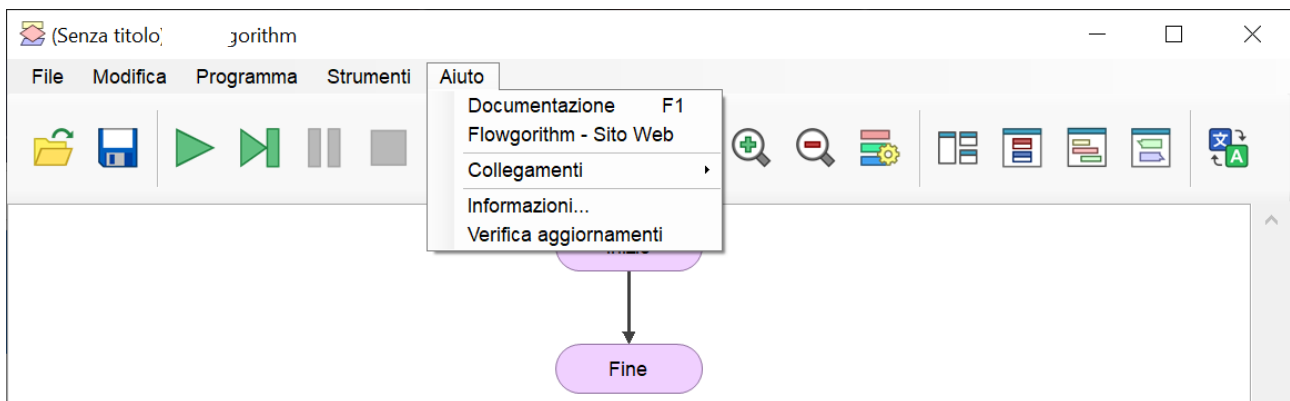 (Senza titolo)
File Modifica Programma Strumenti Aiuto
Documentazione F1
Flowgorithm - Sito Web
Collegamenti
Informazioni...
Verifica aggiornamenti
A
Fine